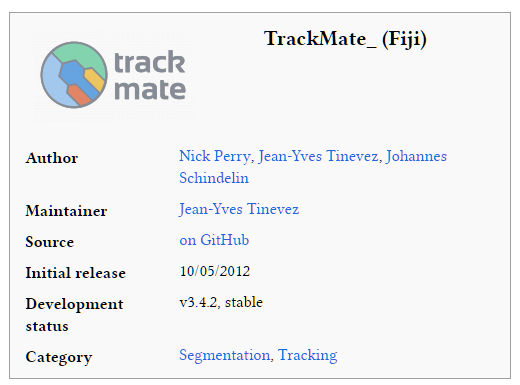 TrackMate_ (Fiji)
track
mate
Author Nick Perry, Jean-Yves Tinevez, Johannes
Schindelin
Maintainer Jean-Yves Tinevez
Source on GitHub
Initial release 10/05/2012
Development v3.4.2, stable
status
Category Segmentation, Tracking